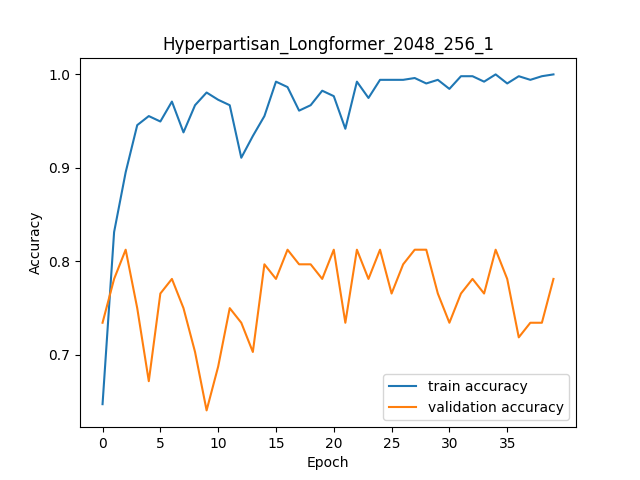 Hyperpartisan_Longformer_2048_256_1
1.0
0.9
0.8
0.7
Accuracy
train accuracy
validation accuracy
0 5 10 15 20 25 30 35
Epoch